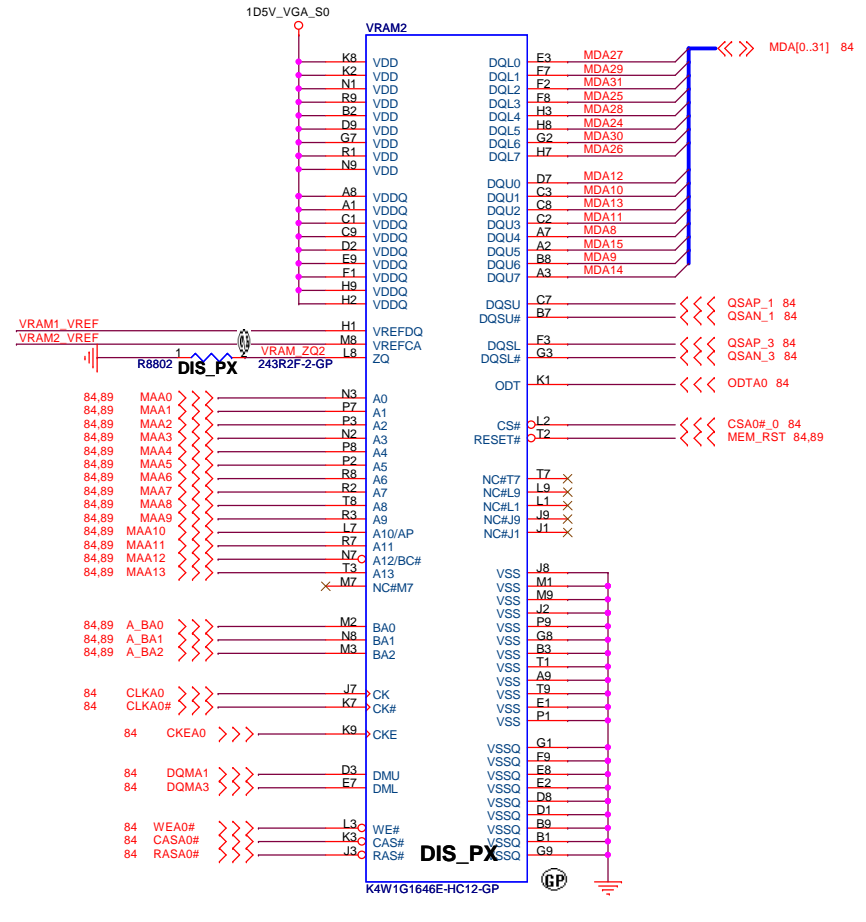 1D5V_VGA_S0
VRAM2
MDA[0..31] 84
K8 VDD
K2 VDD
N1 VDD
R9 VDD
B2 VDD
D9 VDD
G7 VDD
R1 VDD
N9 VDD
A8 VDDQ
A1 VDDQ
C1 VDDQ
C9 VDDQ
D2 VDDQ
E9 VDDQ
F1 VDDQ
H9 VDDQ
H2 VDDQ
VRAM1_VREF H1 VREFDQ
VRAM2_VREF M8 VREFCA
1 2 VRAM_ZQ2 L8 ZQ
R8802 DIS_PX 243R2F-2-GP
84,89 MAA0 N3 A0
84,89 MAA1 P7 A1
84,89 MAA2 P3 A2
84,89 MAA3 N2 A3
84,89 MAA4 P8 A4
84,89 MAA5 P2 A5
84,89 MAA6 R8 A6
84,89 MAA7 R2 A7
84,89 MAA8 T8 A8
84,89 MAA9 R3 A9
84,89 MAA10 L7 A10/AP
84,89 MAA11 R7 A11
84,89 MAA12 N7 A12/BC#
84,89 MAA13 T3 A13
M7 NC#M7
84,89 A_BA0 M2 BA0
84,89 A_BA1 N8 BA1
84,89 A_BA2 M3 BA2
84 CLKA0 J7 CK
84 CLKA0# K7 CK#
84 CKEA0 K9 CKE
84 DQMA1 D3 DMU
84 DQMA3 E7 DML
84 WEA0# L3 WE#
84 CASA0# K3 CAS#
84 RASA0# J3 RAS#
DQL0 E3 MDA27
DQL1 F7 MDA29
DQL2 F2 MDA31
DQL3 F8 MDA25
DQL4 H3 MDA28
DQL5 H8 MDA24
DQL6 G2 MDA30
DQL7 H7 MDA26
DQU0 D7 MDA12
DQU1 C3 MDA10
DQU2 C8 MDA13
DQU3 C2 MDA11
DQU4 A7 MDA8
DQU5 A2 MDA15
DQU6 B8 MDA9
DQU7 A3 MDA14
DQSU C7 QSAP_1 84
DQSU# B7 QSAN_1 84
DQSL F3 QSAP_3 84
DQSL# G3 QSAN_3 84
ODT K1 ODTA0 84
CS# L2 CSA0#_0 84
RESET# T2 MEM_RST 84,89
NC#T7 T7
NC#L9 L9
NC#L1 L1
NC#J9 J9
NC#J1 J1
VSS J8
VSS M1
VSS M9
VSS J2
VSS P9
VSS G8
VSS B3
VSS T1
VSS A9
VSS T9
VSS E1
VSS P1
VSSQ G1
VSSQ F9
VSSQ E8
VSSQ E2
VSSQ D8
VSSQ D1
VSSQ B9
VSSQ B1
VSSQ G9
DIS_PX
GP
K4W1G1646E-HC12-GP